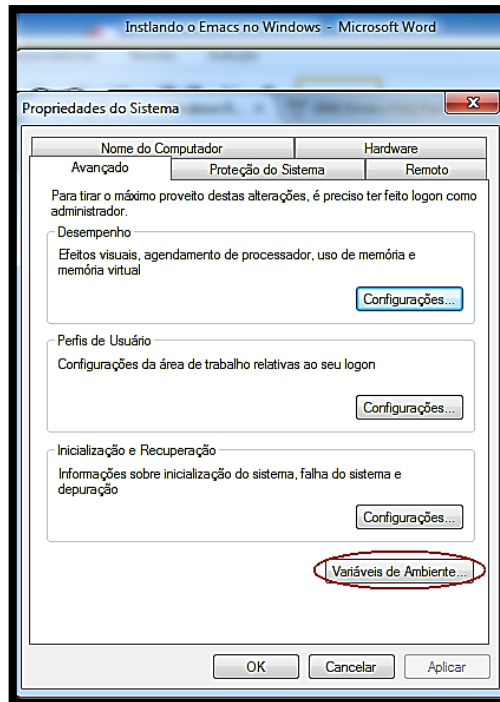 Instlando o Emacs no Windows - Microsoft Word
Propriedades do Sistema
Nome do Computador
Hardware
Avançado
Proteção do Sistema
Remoto
Para tirar o máximo proveito destas alterações, é preciso ter feito logon como
administrador.
Desempenho
Efeitos visuais, agendamento de processador, uso de memória e
memória virtual
Configurações...
Perfis de Usuário
Configurações da área de trabalho relativas ao seu logon
Configurações...
Inicialização e Recuperação
Informações sobre inicialização do sistema, falha do sistema e
depuração
Configurações...
Variáveis de Ambiente...
OK
Cancelar
Aplicar